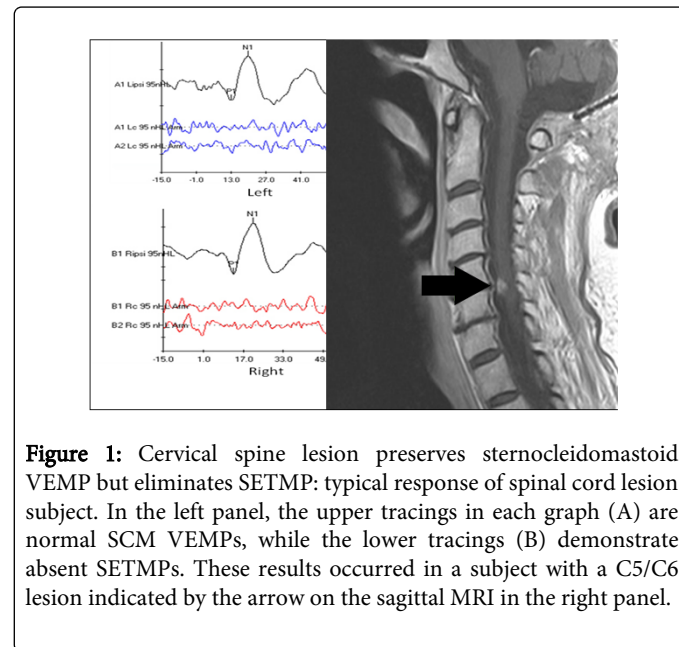 N1
A1 Lipsi 95nHL
P1
A1 Lc 95 nHL Arm
A2 Lc 95 nHL Arm
-15.0 -1.0 13.0 27.0 41.0
Left
N1
B1 Ripsi 95nHL
B1 Rc 95 nHL Arm
B2 Rc 95 nHL Arm
-15.0 1.0 17.0 33.0 49.
Right
Figure 1: Cervical spine lesion preserves sternocleidomastoid
VEMP but eliminates SETMP: typical response of spinal cord lesion
subject. In the left panel, the upper tracings in each graph (A) are
normal SCM VEMPs, while the lower tracings (B) demonstrate
absent SETMPs. These results occurred in a subject with a C5/C6
lesion indicated by the arrow on the sagittal MRI in the right panel.